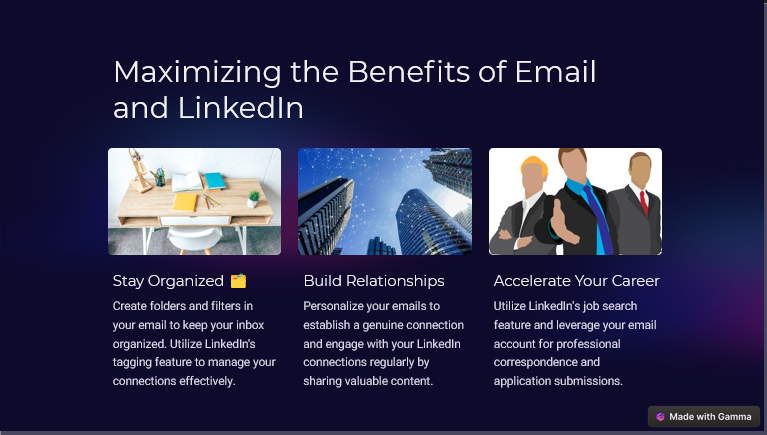 Maximizing the Benefits of Email
and LinkedIn
Stay Organized 🗂️
Create folders and filters in
your email to keep your inbox
organized. Utilize LinkedIn's
tagging feature to manage your
connections effectively.
Build Relationships
Personalize your emails to
establish a genuine connection
and engage with your LinkedIn
connections regularly by
sharing valuable content.
Accelerate Your Career
Utilize LinkedIn's job search
feature and leverage your email
account for professional
correspondence and
application submissions.
Made with Gamma